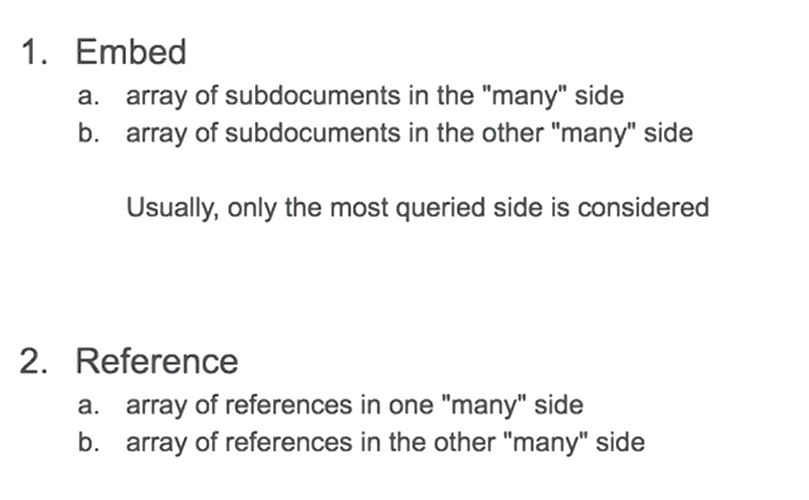 1. Embed
a. array of subdocuments in the "many" side
b. array of subdocuments in the other "many" side
Usually, only the most queried side is considered
2. Reference
a. array of references in one "many" side
b. array of references in the other "many" side